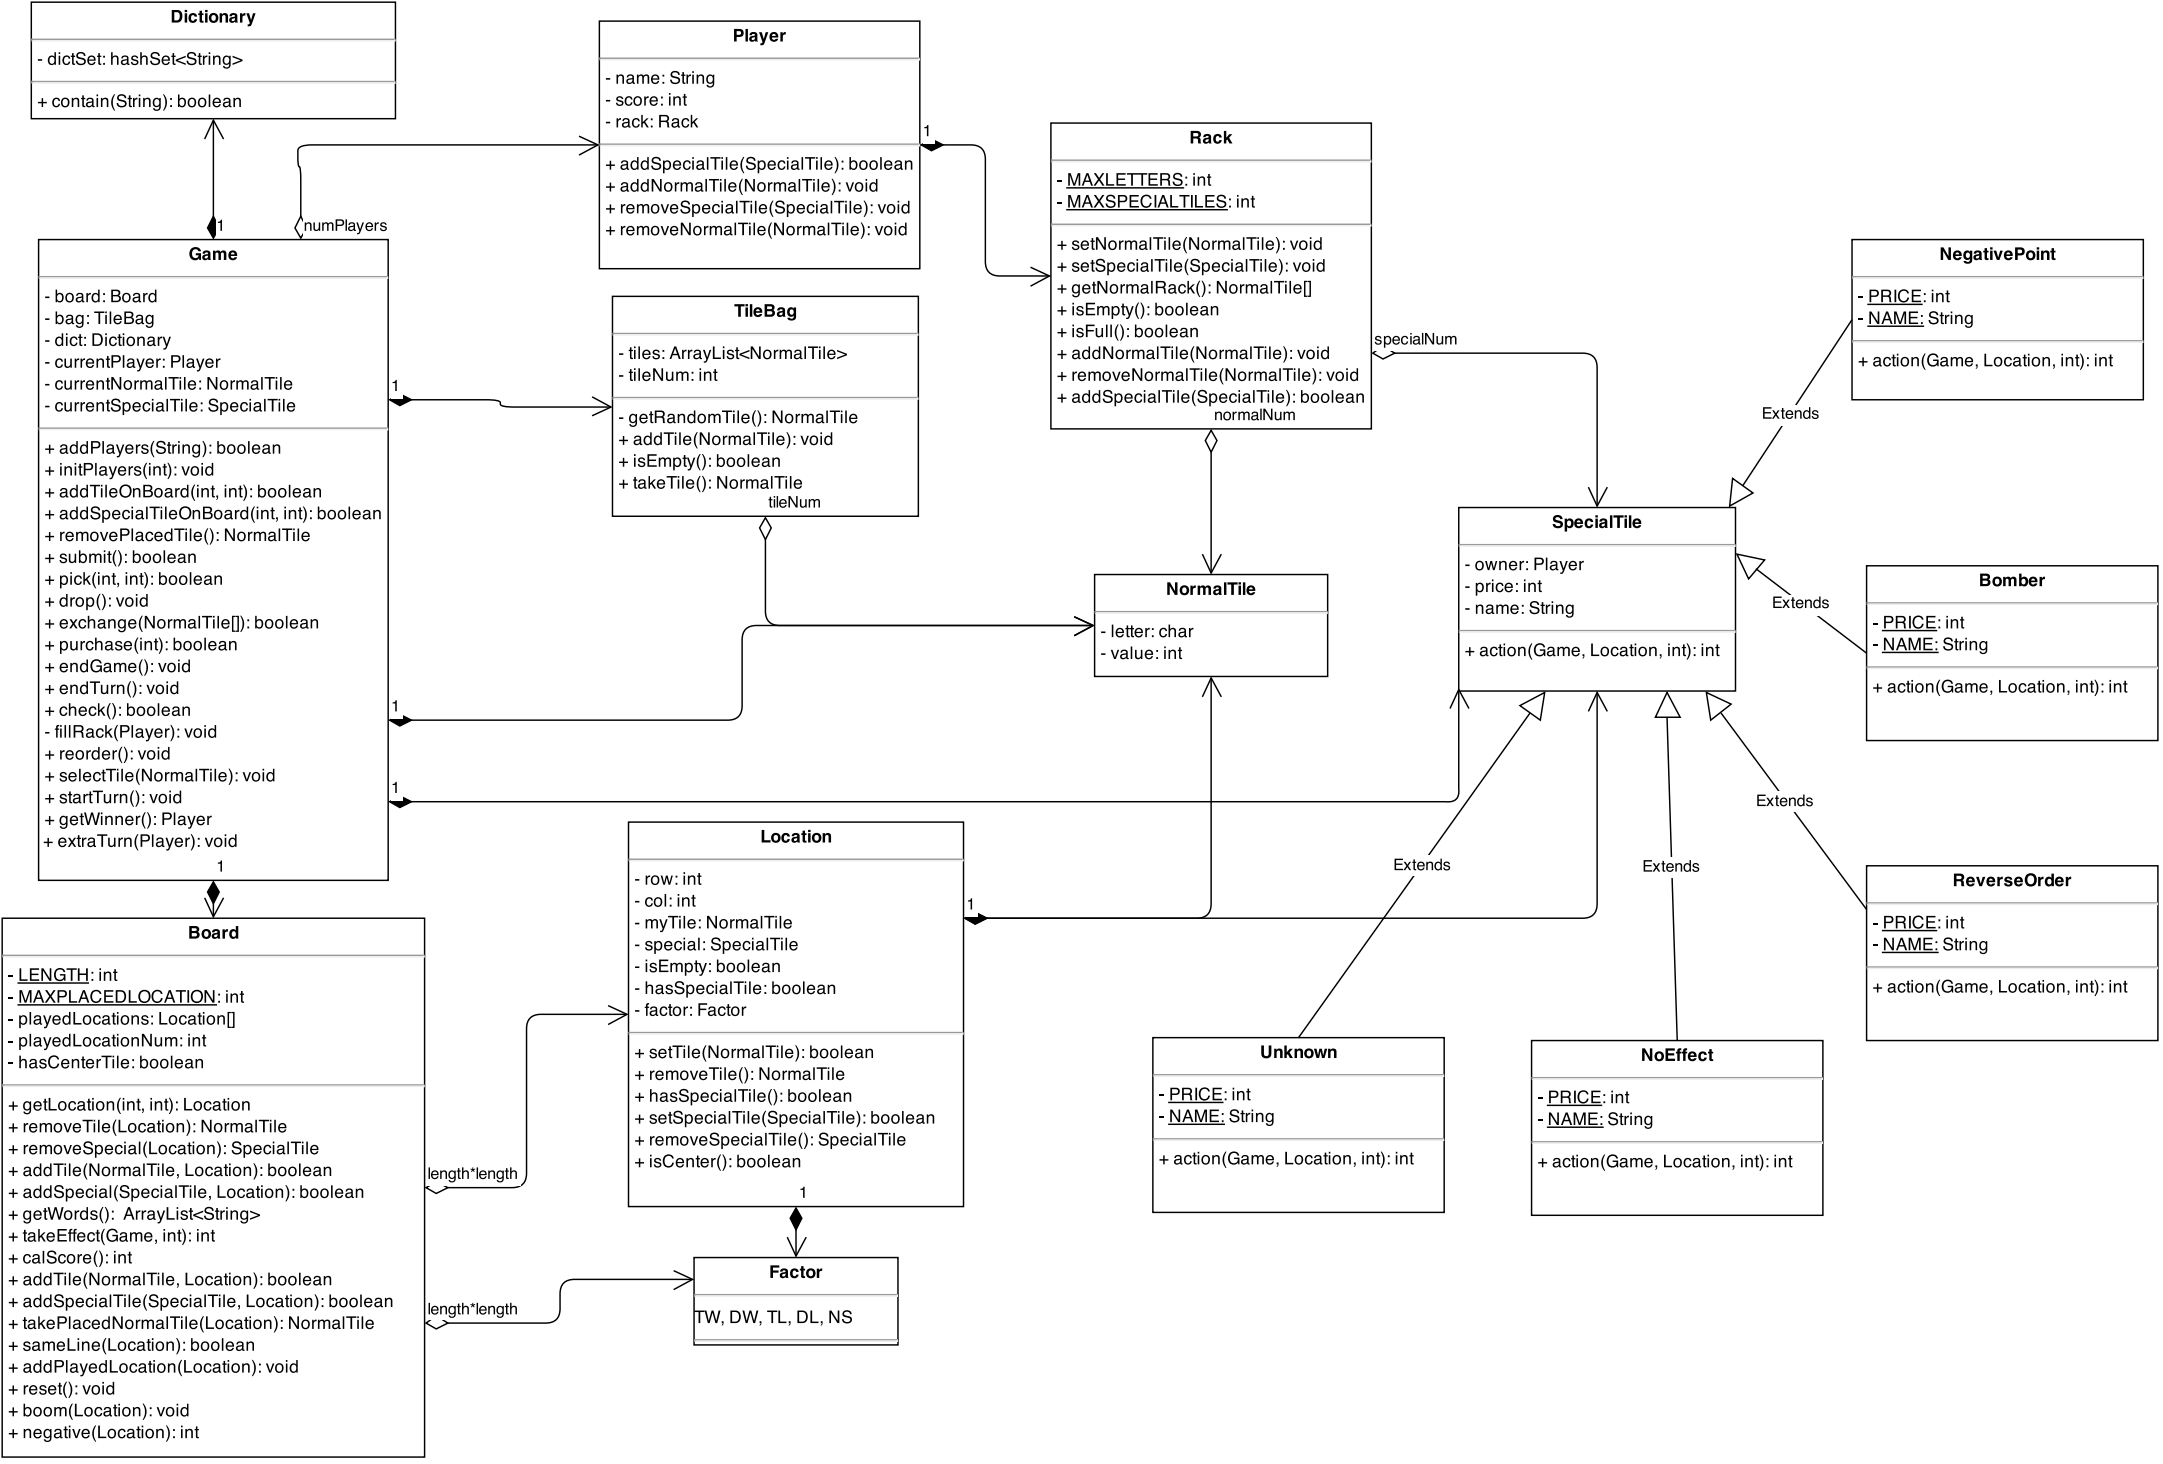 Dictionary
- dictSet: hashSet<String>
+ contain(String): boolean
Player
- name: String
- score: int
- rack: Rack
+ addSpecialTile(SpecialTile): boolean
+ addNormalTile(NormalTile): void
+ removeSpecialTile(SpecialTile): void
+ removeNormalTile(NormalTile): void
1
Rack
- MAXLETTERS: int
- MAXSPECIALTILES: int
+ setNormalTile(NormalTile): void
+ setSpecialTile(SpecialTile): void
+ getNormalRack(): NormalTile[]
+ isEmpty(): boolean
+ isFull(): boolean
+ addNormalTile(NormalTile): void
+ removeNormalTile(NormalTile): void
+ addSpecialTile(SpecialTile): boolean
normalNum
specialNum
1
numPlayers
Game
- board: Board
- bag: TileBag
- dict: Dictionary
- currentPlayer: Player
- currentNormalTile: NormalTile
- currentSpecialTile: SpecialTile
+ addPlayers(String): boolean
+ initPlayers(int): void
+ addTileOnBoard(int, int): boolean
+ addSpecialTileOnBoard(int, int): boolean
+ removePlacedTile(): NormalTile
+ submit(): boolean
+ pick(int, int): boolean
+ drop(): void
+ exchange(NormalTile[]): boolean
+ purchase(int): boolean
+ endGame(): void
+ endTurn(): void
+ check(): boolean
- fillRack(Player): void
+ reorder(): void
+ selectTile(NormalTile): void
+ startTurn(): void
+ getWinner(): Player
+ extraTurn(Player): void
1
1
1
1
TileBag
- tiles: ArrayList<NormalTile>
- tileNum: int
- getRandomTile(): NormalTile
+ addTile(NormalTile): void
+ isEmpty(): boolean
+ takeTile(): NormalTile
tileNum
NormalTile
- letter: char
- value: int
SpecialTile
- owner: Player
- price: int
- name: String
+ action(Game, Location, int): int
NegativePoint
- PRICE: int
- NAME: String
+ action(Game, Location, int): int
Extends
Bomber
- PRICE: int
- NAME: String
+ action(Game, Location, int): int
Extends
ReverseOrder
- PRICE: int
- NAME: String
+ action(Game, Location, int): int
Extends
Extends
Extends
Board
- LENGTH: int
- MAXPLACEDLOCATION: int
- playedLocations: Location[]
- playedLocationNum: int
- hasCenterTile: boolean
+ getLocation(int, int): Location
+ removeTile(Location): NormalTile
+ removeSpecial(Location): SpecialTile
+ addTile(NormalTile, Location): boolean
+ addSpecial(SpecialTile, Location): boolean
+ getWords(): ArrayList<String>
+ takeEffect(Game, int): int
+ calScore(): int
+ addTile(NormalTile, Location): boolean
+ addSpecialTile(SpecialTile, Location): boolean
+ takePlacedNormalTile(Location): NormalTile
+ sameLine(Location): boolean
+ addPlayedLocation(Location): void
+ reset(): void
+ boom(Location): void
+ negative(Location): int
length*length
length*length
Location
- row: int
- col: int
- myTile: NormalTile
- special: SpecialTile
- isEmpty: boolean
- hasSpecialTile: boolean
- factor: Factor
+ setTile(NormalTile): boolean
+ removeTile(): NormalTile
+ hasSpecialTile(): boolean
+ setSpecialTile(SpecialTile): boolean
+ removeSpecialTile(): SpecialTile
+ isCenter(): boolean
1
1
Factor
TW, DW, TL, DL, NS
Unknown
- PRICE: int
- NAME: String
+ action(Game, Location, int): int
NoEffect
- PRICE: int
- NAME: String
+ action(Game, Location, int): int